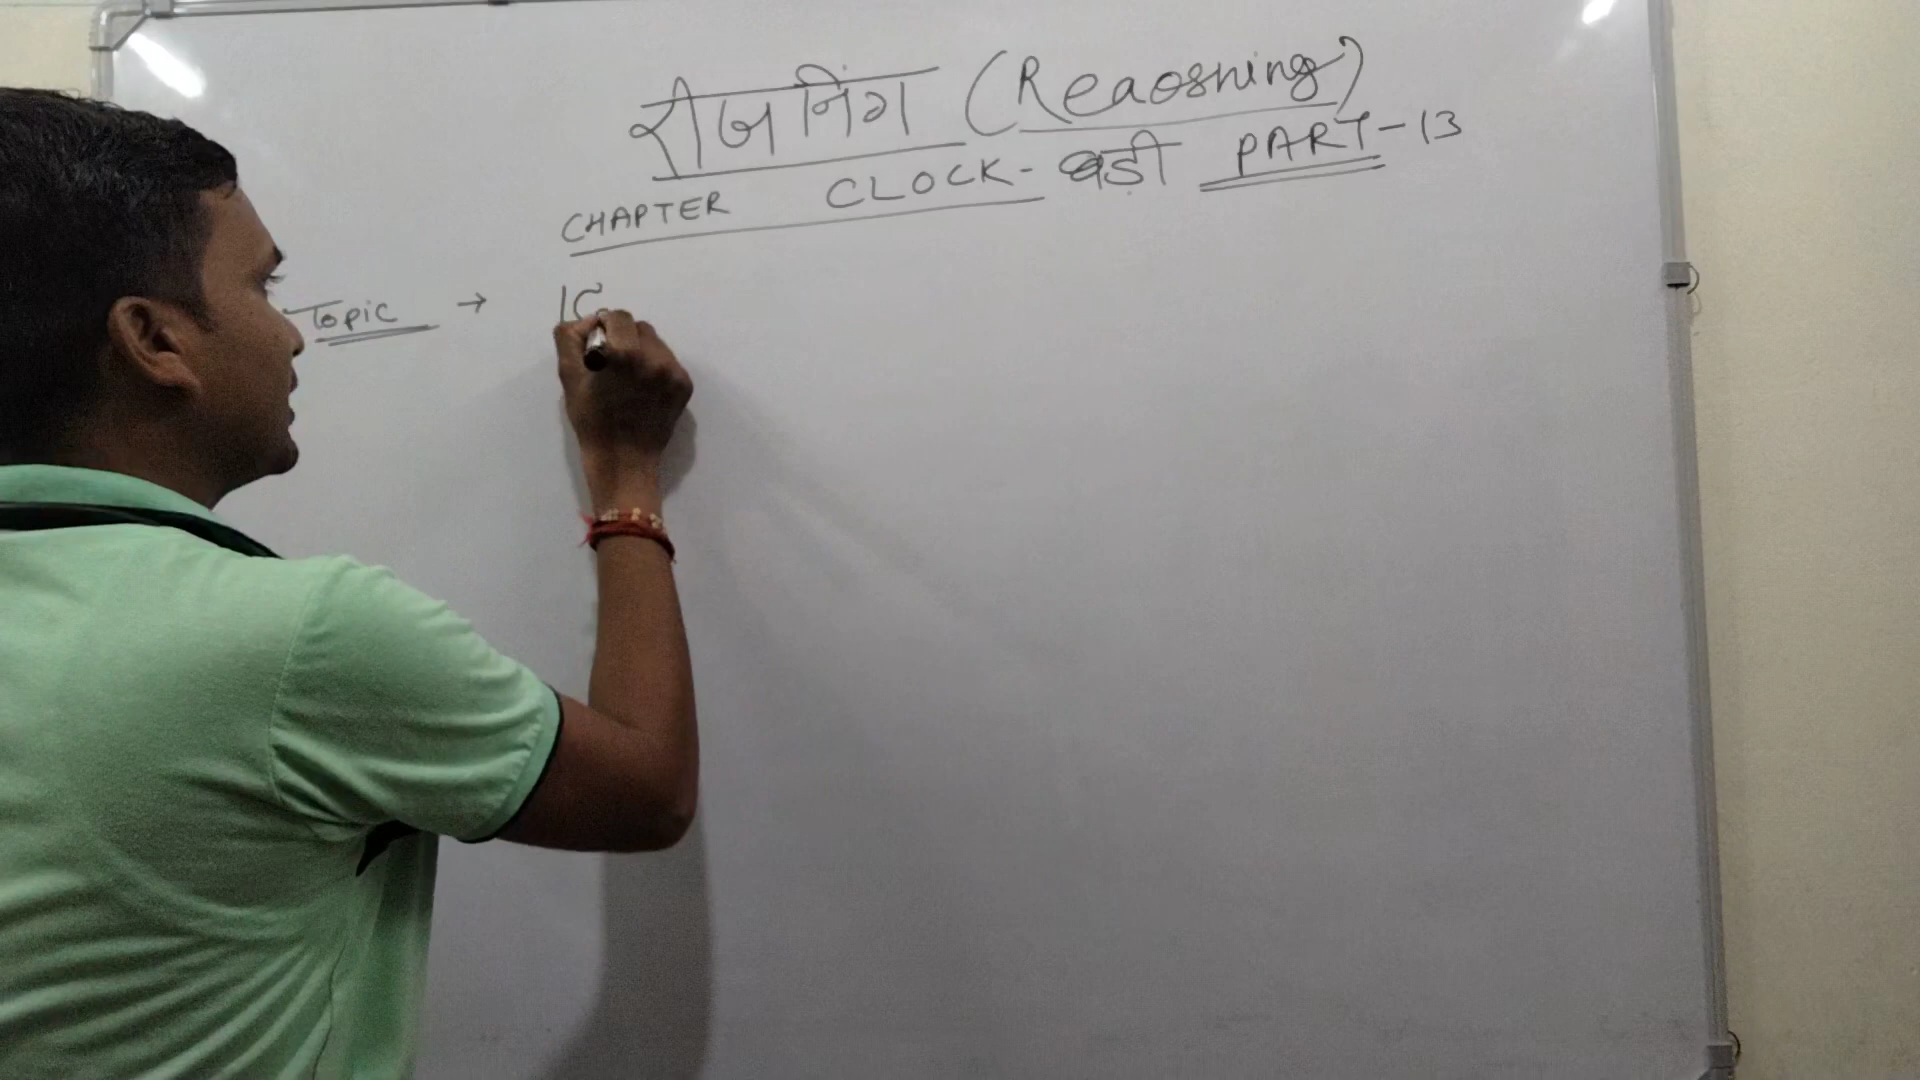 रीजनिंग (Reaosning)
CHAPTER CLOCK- घड़ी PART-13
Topic →